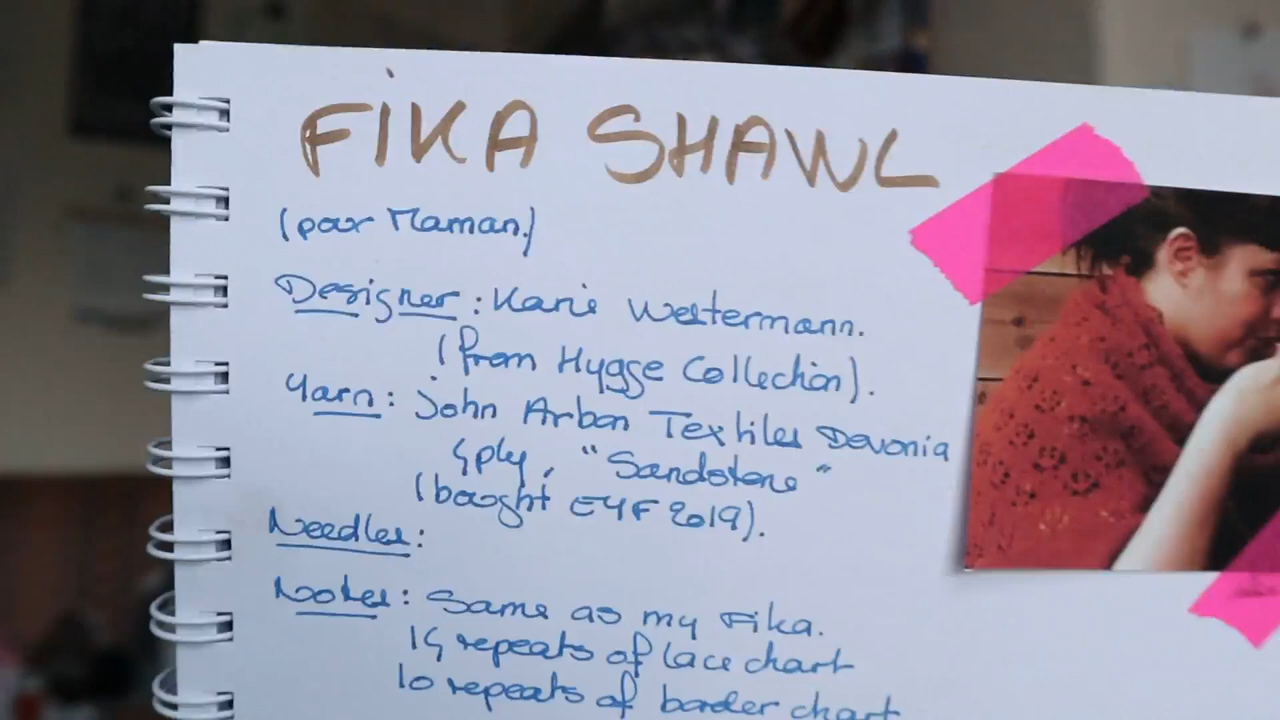 FIKA SHAWL
(pour Maman.)
Designer: Karie Westermann.
(from Hygge Collection).
Yarn: John Arbon Textiles Devonia
4ply, "Sandstone"
(bought EYF 2019).
Needles:
Notes: Same as my Fika.
14 repeats of lace chart
10 repeats of border chart